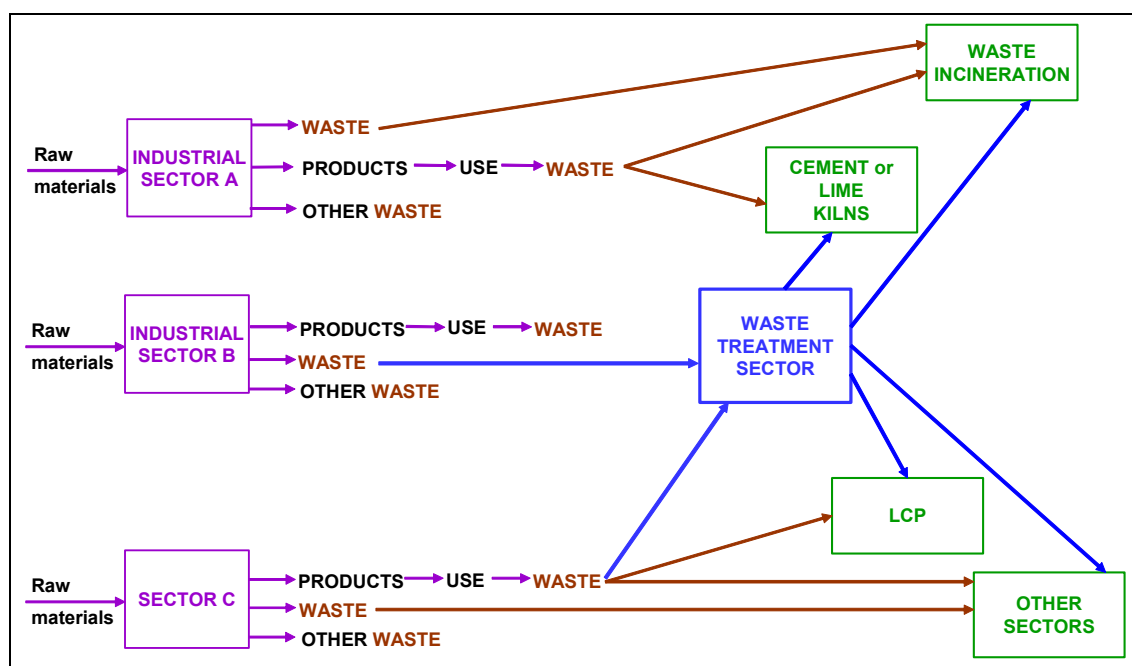 WASTE
INCINERATION
Raw
materials
INDUSTRIAL
SECTOR A
WASTE
PRODUCTS USE WASTE
OTHER WASTE
CEMENT or
LIME
KILNS
Raw
materials
INDUSTRIAL
SECTOR B
PRODUCTS USE WASTE
WASTE
OTHER WASTE
WASTE
TREATMENT
SECTOR
LCP
Raw
materials
SECTOR C
PRODUCTS USE WASTE
WASTE
OTHER WASTE
OTHER
SECTORS